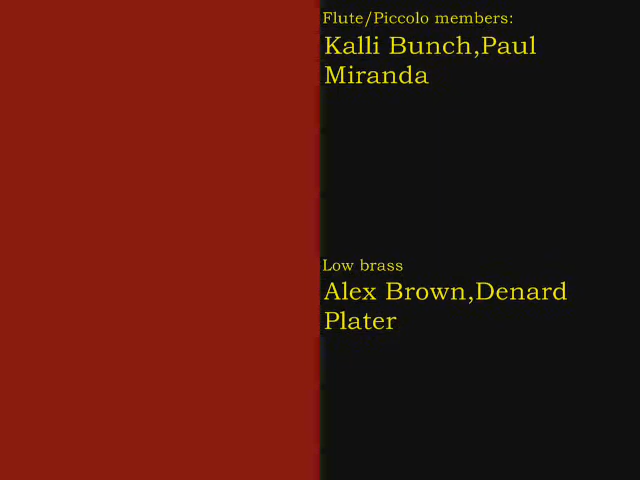 Flute/Piccolo members:
Kalli Bunch,Paul
Miranda
Low brass
Alex Brown,Denard
Plater